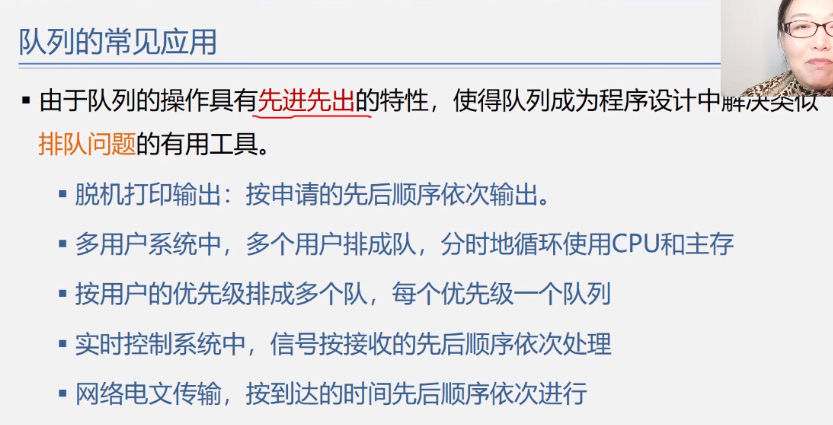 队列的常见应用
▪ 由于队列的操作具有先进先出的特性，使得队列成为程序设计中解决类似
排队问题的有用工具。
▪ 脱机打印输出：按申请的先后顺序依次输出。
▪ 多用户系统中，多个用户排成队，分时地循环使用CPU和主存
▪ 按用户的优先级排成多个队，每个优先级一个队列
▪ 实时控制系统中，信号按接收的先后顺序依次处理
▪ 网络电文传输，按到达的时间先后顺序依次进行